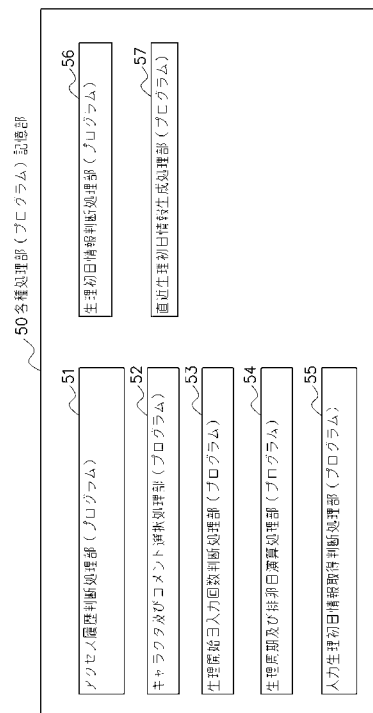 50 各種処理部(プログラム)記憶部
51
アクセス履歴判断処理部(プログラム)
52
キャラクタ及びコメント選択処理部(プログラム)
53
生理開始日入力回数判断処理部(プログラム)
54
生理周期及び排卵日演算処理部(プログラム)
55
入力生理初日情報取得判断処理部(プログラム)
56
生理初日情報判断処理部(プログラム)
57
直近生理初日情報生成処理部(プログラム)